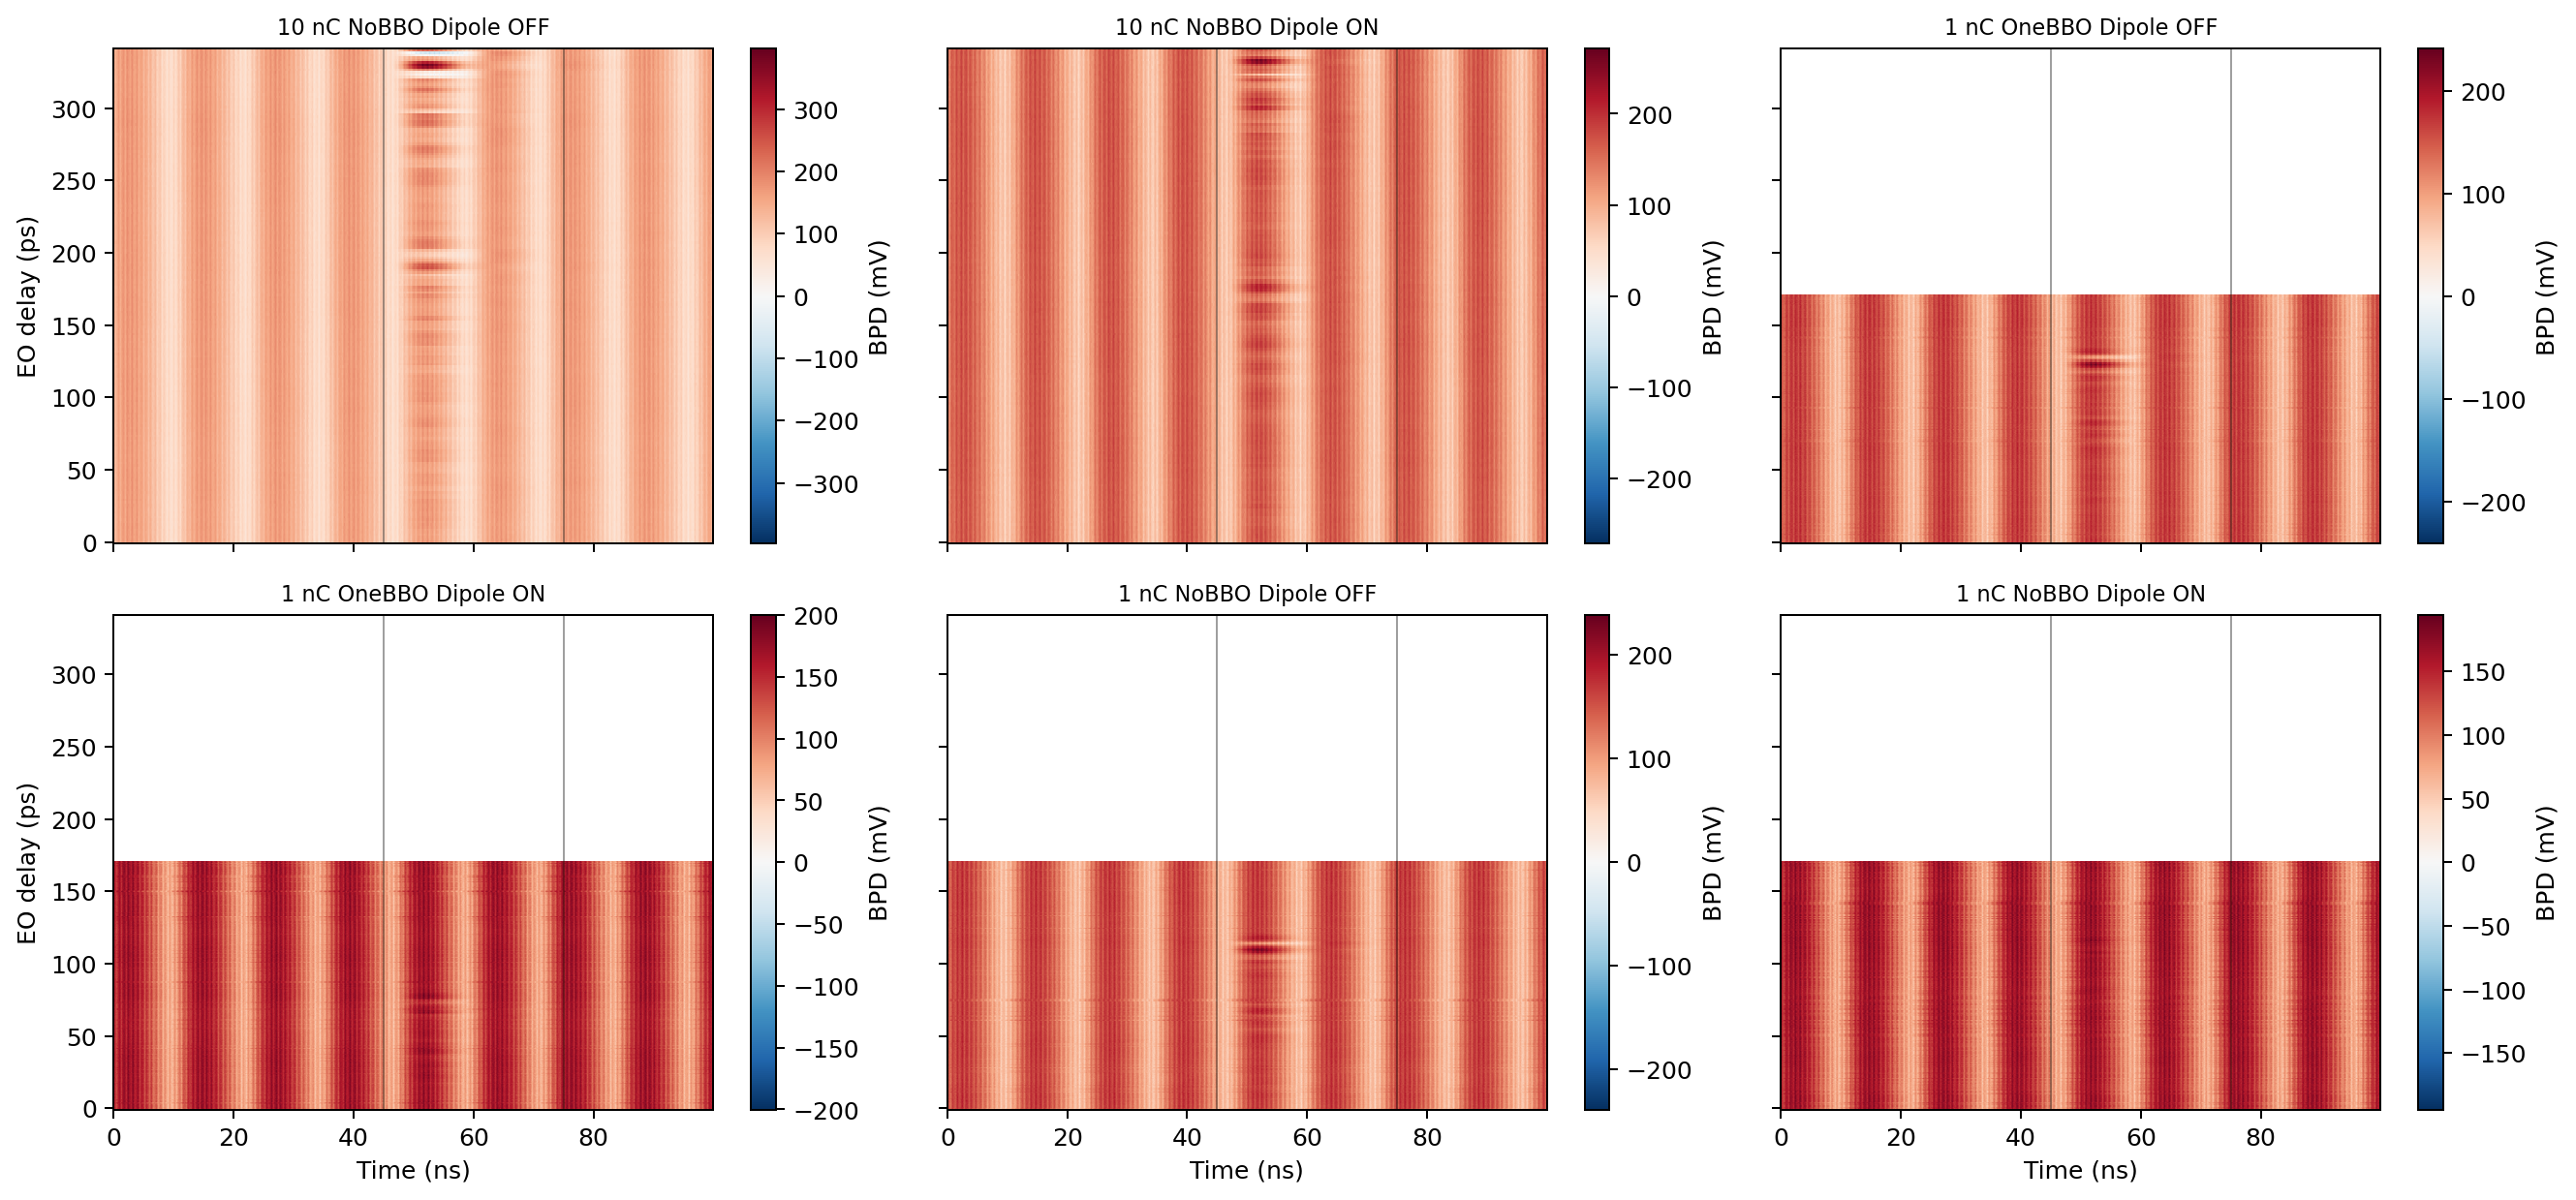 10 nC NoBBO Dipole OFF
10 nC NoBBO Dipole ON
1 nC OneBBO Dipole OFF
EO delay (ps)
300
250
200
150
100
50
0
300
200
100
0
−100
−200
−300
BPD (mV)
200
100
0
−100
−200
BPD (mV)
200
100
0
−100
−200
BPD (mV)
1 nC OneBBO Dipole ON
1 nC NoBBO Dipole OFF
1 nC NoBBO Dipole ON
EO delay (ps)
300
250
200
150
100
50
0
0 20 40 60 80
Time (ns)
200
150
100
50
0
−50
−100
−150
−200
BPD (mV)
0 20 40 60 80
Time (ns)
200
100
0
−100
−200
BPD (mV)
0 20 40 60 80
Time (ns)
150
100
50
0
−50
−100
−150
BPD (mV)